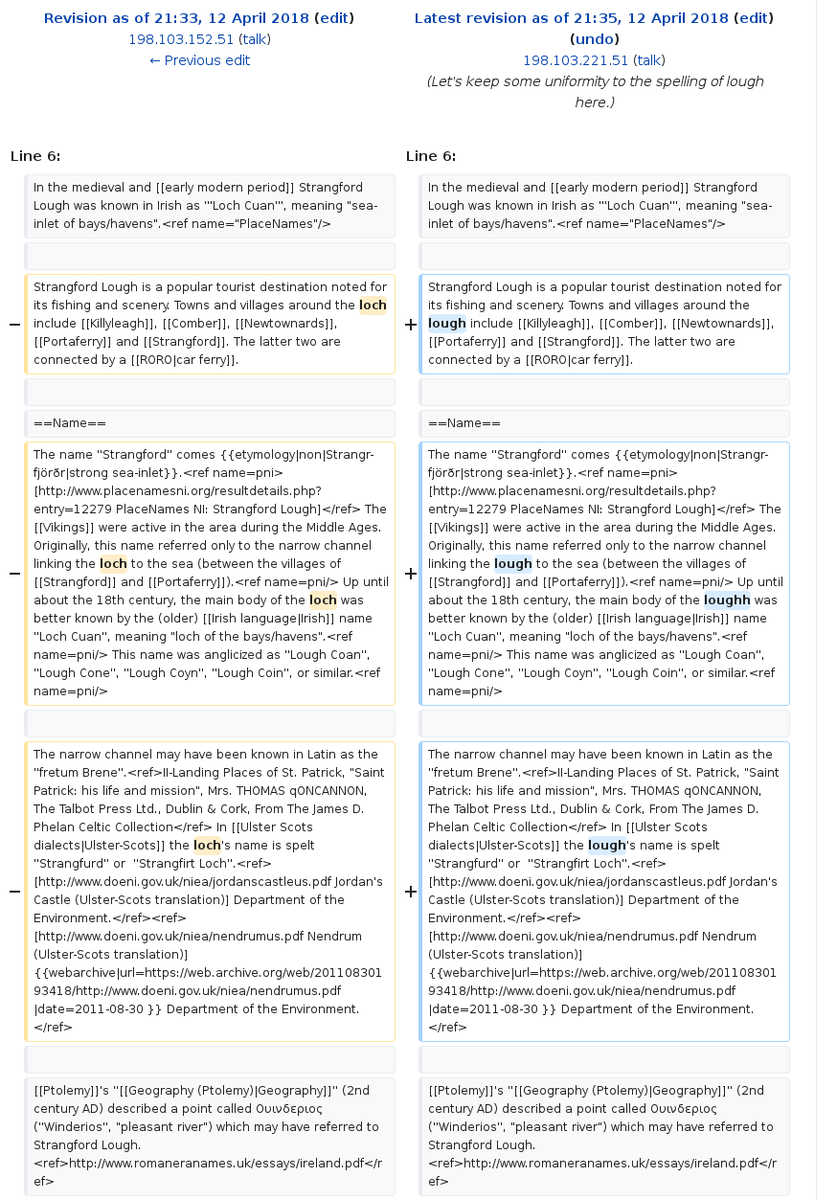 Revision as of 21:33, 12 April 2018 (edit)
198.103.152.51 (talk)
← Previous edit
Latest revision as of 21:35, 12 April 2018 (edit)
(undo)
198.103.221.51 (talk)
(Let's keep some uniformity to the spelling of lough
here.)
Line 6:
In the medieval and [[early modern period]] Strangford
Lough was known in Irish as '''Loch Cuan''', meaning "sea-
inlet of bays/havens".<ref name="PlaceNames"/>
−
Strangford Lough is a popular tourist destination noted for
its fishing and scenery. Towns and villages around the loch
include [[Killyleagh]], [[Comber]], [[Newtownards]],
[[Portaferry]] and [[Strangford]]. The latter two are
connected by a [[RORO|car ferry]].
==Name==
−
The name "Strangford" comes {{etymology|non|Strangr-
fjörðr|strong sea-inlet}}.<ref name=pni>
[http://www.placenamesni.org/resultdetails.php?
entry=12279 PlaceNames NI: Strangford Lough]</ref> The
[[Vikings]] were active in the area during the Middle Ages.
Originally, this name referred only to the narrow channel
linking the loch to the sea (between the villages of
[[Strangford]] and [[Portaferry]]).<ref name=pni/> Up until
about the 18th century, the main body of the loch was
better known by the (older) [[Irish language|Irish]] name
''Loch Cuan'', meaning "loch of the bays/havens".<ref
name=pni/> This name was anglicized as ''Lough Coan'',
''Lough Cone'', ''Lough Coyn'', ''Lough Coin'', or similar.<ref
name=pni/>
−
The narrow channel may have been known in Latin as the
''fretum Brene''.<ref>II-Landing Places of St. Patrick, "Saint
Patrick: his life and mission", Mrs. THOMAS qONCANNON,
The Talbot Press Ltd., Dublin & Cork, From The James D.
Phelan Celtic Collection</ref> In [[Ulster Scots
dialects|Ulster-Scots]] the loch's name is spelt
''Strangfurd'' or  ''Strangfirt Loch''.<ref>
[http://www.doeni.gov.uk/niea/jordanscastleus.pdf Jordan's
Castle (Ulster-Scots translation)] Department of the
Environment.</ref><ref>
[http://www.doeni.gov.uk/niea/nendrumus.pdf Nendrum
(Ulster-Scots translation)]
{{webarchive|url=https://web.archive.org/web/201108301
93418/http://www.doeni.gov.uk/niea/nendrumus.pdf
|date=2011-08-30 }} Department of the Environment.
</ref>
[[Ptolemy]]'s ''[[Geography (Ptolemy)|Geography]]'' (2nd
century AD) described a point called Ουινδεριος
(''Winderios'', "pleasant river") which may have referred to
Strangford Lough.
<ref>http://www.romaneranames.uk/essays/ireland.pdf</r
ef>
Line 6:
In the medieval and [[early modern period]] Strangford
Lough was known in Irish as '''Loch Cuan''', meaning "sea-
inlet of bays/havens".<ref name="PlaceNames"/>
+
Strangford Lough is a popular tourist destination noted for
its fishing and scenery. Towns and villages around the
lough include [[Killyleagh]], [[Comber]], [[Newtownards]],
[[Portaferry]] and [[Strangford]]. The latter two are
connected by a [[RORO|car ferry]].
==Name==
+
The name "Strangford" comes {{etymology|non|Strangr-
fjörðr|strong sea-inlet}}.<ref name=pni>
[http://www.placenamesni.org/resultdetails.php?
entry=12279 PlaceNames NI: Strangford Lough]</ref> The
[[Vikings]] were active in the area during the Middle Ages.
Originally, this name referred only to the narrow channel
linking the lough to the sea (between the villages of
[[Strangford]] and [[Portaferry]]).<ref name=pni/> Up until
about the 18th century, the main body of the loughh was
better known by the (older) [[Irish language|Irish]] name
''Loch Cuan'', meaning "loch of the bays/havens".<ref
name=pni/> This name was anglicized as ''Lough Coan'',
''Lough Cone'', ''Lough Coyn'', ''Lough Coin'', or similar.<ref
name=pni/>
+
The narrow channel may have been known in Latin as the
''fretum Brene''.<ref>II-Landing Places of St. Patrick, "Saint
Patrick: his life and mission", Mrs. THOMAS qONCANNON,
The Talbot Press Ltd., Dublin & Cork, From The James D.
Phelan Celtic Collection</ref> In [[Ulster Scots
dialects|Ulster-Scots]] the lough's name is spelt
''Strangfurd'' or  ''Strangfirt Loch''.<ref>
[http://www.doeni.gov.uk/niea/jordanscastleus.pdf Jordan's
Castle (Ulster-Scots translation)] Department of the
Environment.</ref><ref>
[http://www.doeni.gov.uk/niea/nendrumus.pdf Nendrum
(Ulster-Scots translation)]
{{webarchive|url=https://web.archive.org/web/201108301
93418/http://www.doeni.gov.uk/niea/nendrumus.pdf
|date=2011-08-30 }} Department of the Environment.
</ref>
[[Ptolemy]]'s ''[[Geography (Ptolemy)|Geography]]'' (2nd
century AD) described a point called Ουινδεριος
(''Winderios'', "pleasant river") which may have referred to
Strangford Lough.
<ref>http://www.romaneranames.uk/essays/ireland.pdf</r
ef>